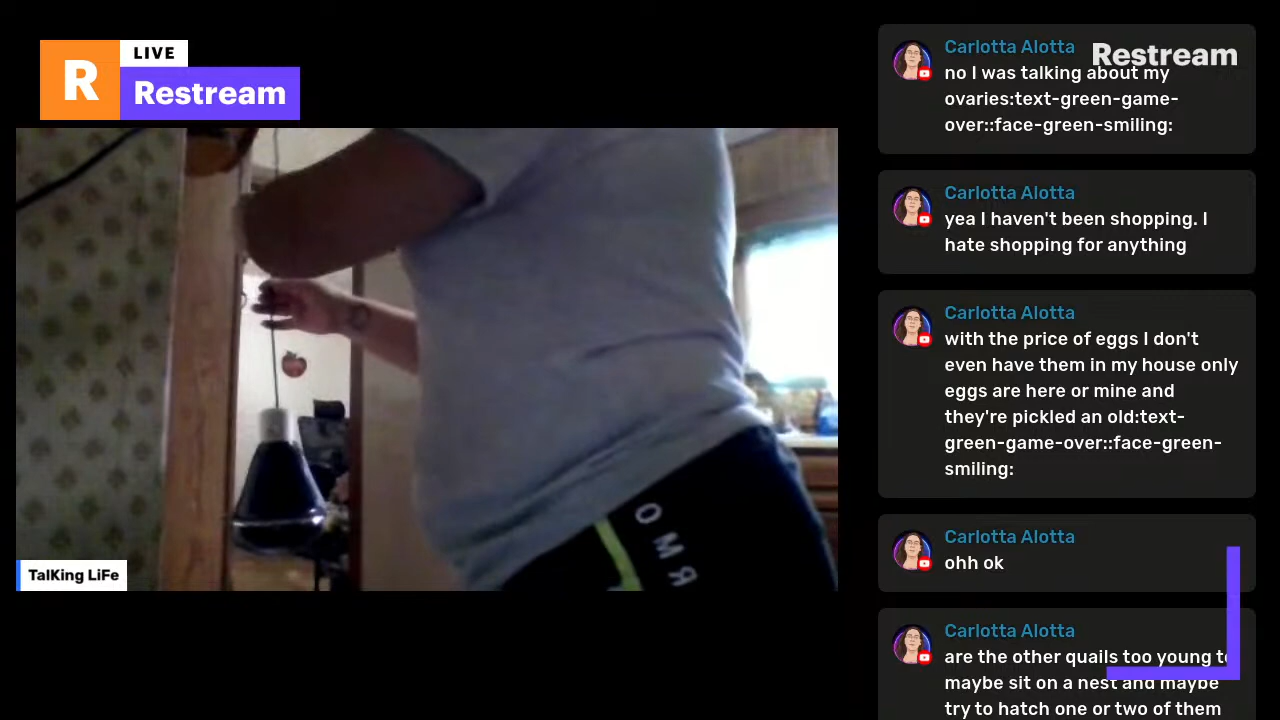 R
LIVE
Restream
Restream
Carlotta Alotta
no I was talking about my
ovaries:text-green-game-
over::face-green-smiling:
Carlotta Alotta
yea I haven't been shopping. I
hate shopping for anything
Carlotta Alotta
with the price of eggs I don't
even have them in my house only
eggs are here or mine and
they're pickled an old:text-
green-game-over::face-green-
smiling:
Carlotta Alotta
ohh ok
Carlotta Alotta
are the other quails too young to
maybe sit on a nest and maybe
try to hatch one or two of them
TalKing LiFe